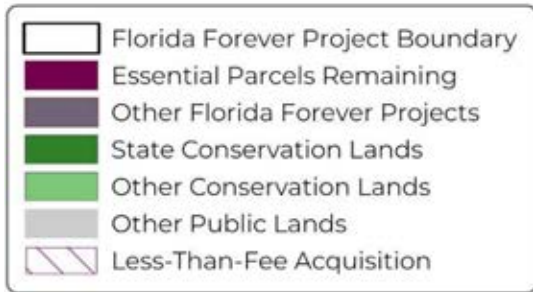 Florida Forever Project Boundary
Essential Parcels Remaining
Other Florida Forever Projects
State Conservation Lands
Other Conservation Lands
Other Public Lands
Less-Than-Fee Acquisition